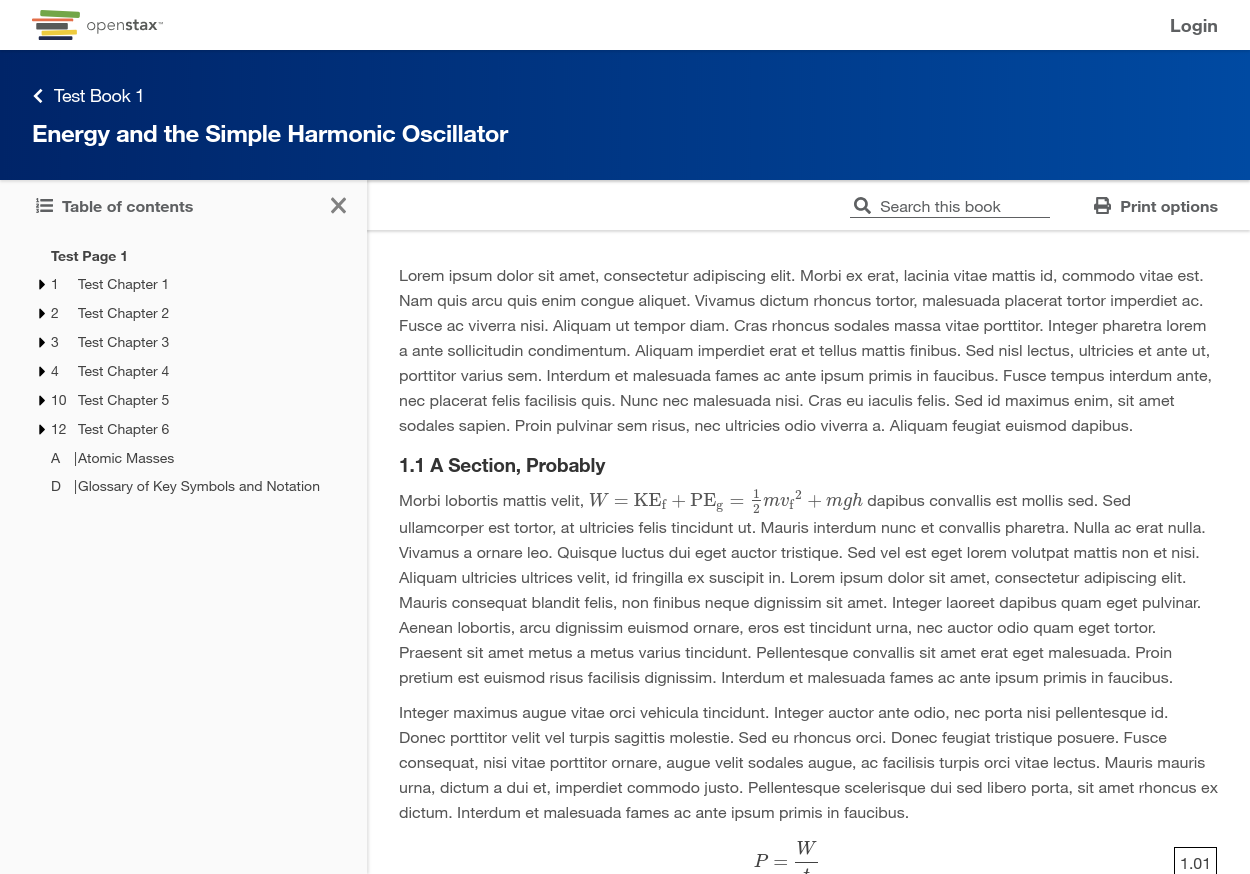 openstax™
Login
Test Book 1
Energy and the Simple Harmonic Oscillator
Table of contents
Search this book
Print options
Test Page 1
1 Test Chapter 1
2 Test Chapter 2
3 Test Chapter 3
4 Test Chapter 4
10 Test Chapter 5
12 Test Chapter 6
A |Atomic Masses
D |Glossary of Key Symbols and Notation
Lorem ipsum dolor sit amet, consectetur adipiscing elit. Morbi ex erat, lacinia vitae mattis id, commodo vitae est.
Nam quis arcu quis enim congue aliquet. Vivamus dictum rhoncus tortor, malesuada placerat tortor imperdiet ac.
Fusce ac viverra nisi. Aliquam ut tempor diam. Cras rhoncus sodales massa vitae porttitor. Integer pharetra lorem
a ante sollicitudin condimentum. Aliquam imperdiet erat et tellus mattis finibus. Sed nisl lectus, ultricies et ante ut,
porttitor varius sem. Interdum et malesuada fames ac ante ipsum primis in faucibus. Fusce tempus interdum ante,
nec placerat felis facilisis quis. Nunc nec malesuada nisi. Cras eu iaculis felis. Sed id maximus enim, sit amet
sodales sapien. Proin pulvinar sem risus, nec ultricies odio viverra a. Aliquam feugiat euismod dapibus.
1.1 A Section, Probably
Morbi lobortis mattis velit, W = KE_f + PE_g = 1/2 mv_f² + mgh dapibus convallis est mollis sed. Sed
ullamcorper est tortor, at ultricies felis tincidunt ut. Mauris interdum nunc et convallis pharetra. Nulla ac erat nulla.
Vivamus a ornare leo. Quisque luctus dui eget auctor tristique. Sed vel est eget lorem volutpat mattis non et nisi.
Aliquam ultricies ultrices velit, id fringilla ex suscipit in. Lorem ipsum dolor sit amet, consectetur adipiscing elit.
Mauris consequat blandit felis, non finibus neque dignissim sit amet. Integer laoreet dapibus quam eget pulvinar.
Aenean lobortis, arcu dignissim euismod ornare, eros est tincidunt urna, nec auctor odio quam eget tortor.
Praesent sit amet metus a metus varius tincidunt. Pellentesque convallis sit amet erat eget malesuada. Proin
pretium est euismod risus facilisis dignissim. Interdum et malesuada fames ac ante ipsum primis in faucibus.
Integer maximus augue vitae orci vehicula tincidunt. Integer auctor ante odio, nec porta nisi pellentesque id.
Donec porttitor velit vel turpis sagittis molestie. Sed eu rhoncus orci. Donec feugiat tristique posuere. Fusce
consequat, nisi vitae porttitor ornare, augue velit sodales augue, ac facilisis turpis orci vitae lectus. Mauris mauris
urna, dictum a dui et, imperdiet commodo justo. Pellentesque scelerisque dui sed libero porta, sit amet rhoncus ex
dictum. Interdum et malesuada fames ac ante ipsum primis in faucibus.
P = W/t
1.01